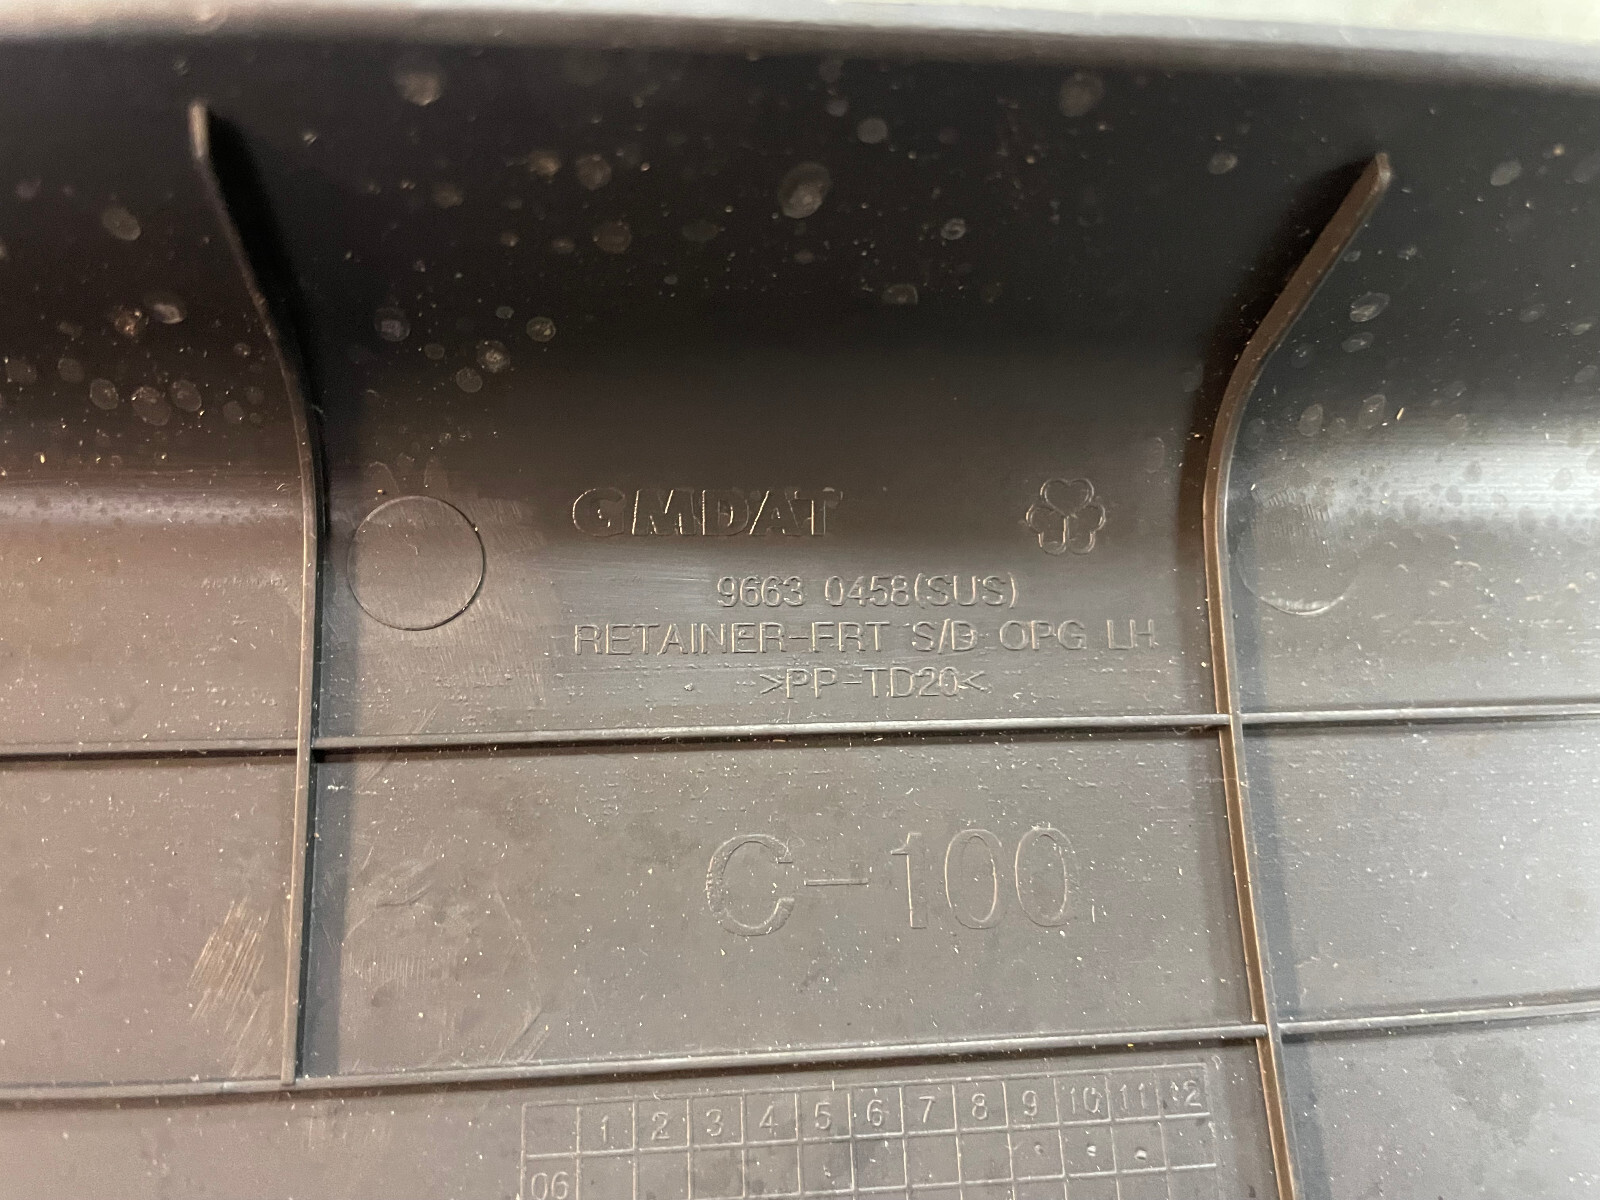 GMDAT
9663 0458(SUS)
RETAINER-FRT S/D OPG LH
>PP-TD20<
C-100
1 2 3 4 5 6 7 8 9 10 11 12
06